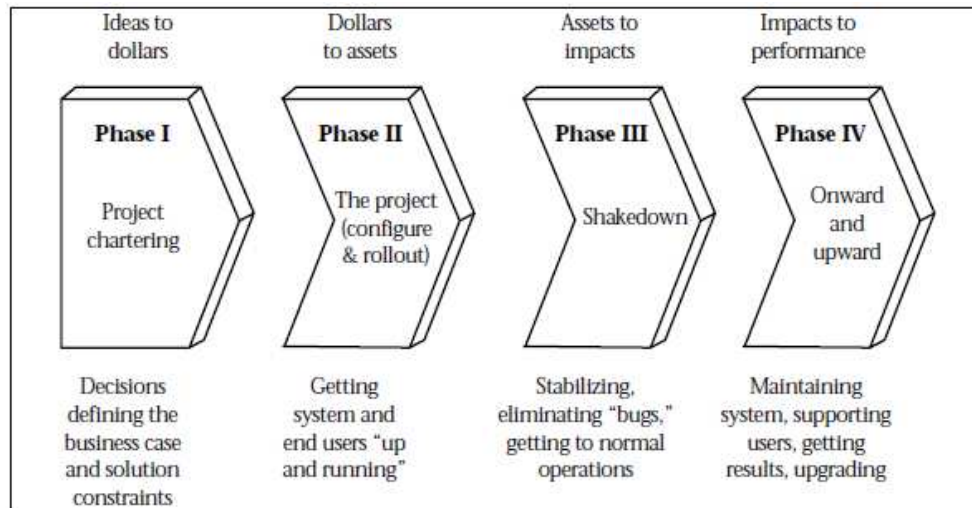 Ideas to
dollars
Dollars
to assets
Assets to
impacts
Impacts to
performance
Phase I
Project
chartering
Phase II
The project
(configure
& rollout)
Phase III
Shakedown
Phase IV
Onward
and
upward
Decisions
defining the
business case
and solution
constraints
Getting
system and
end users “up
and running”
Stabilizing,
eliminating “bugs,”
getting to normal
operations
Maintaining
system, supporting
users, getting
results, upgrading